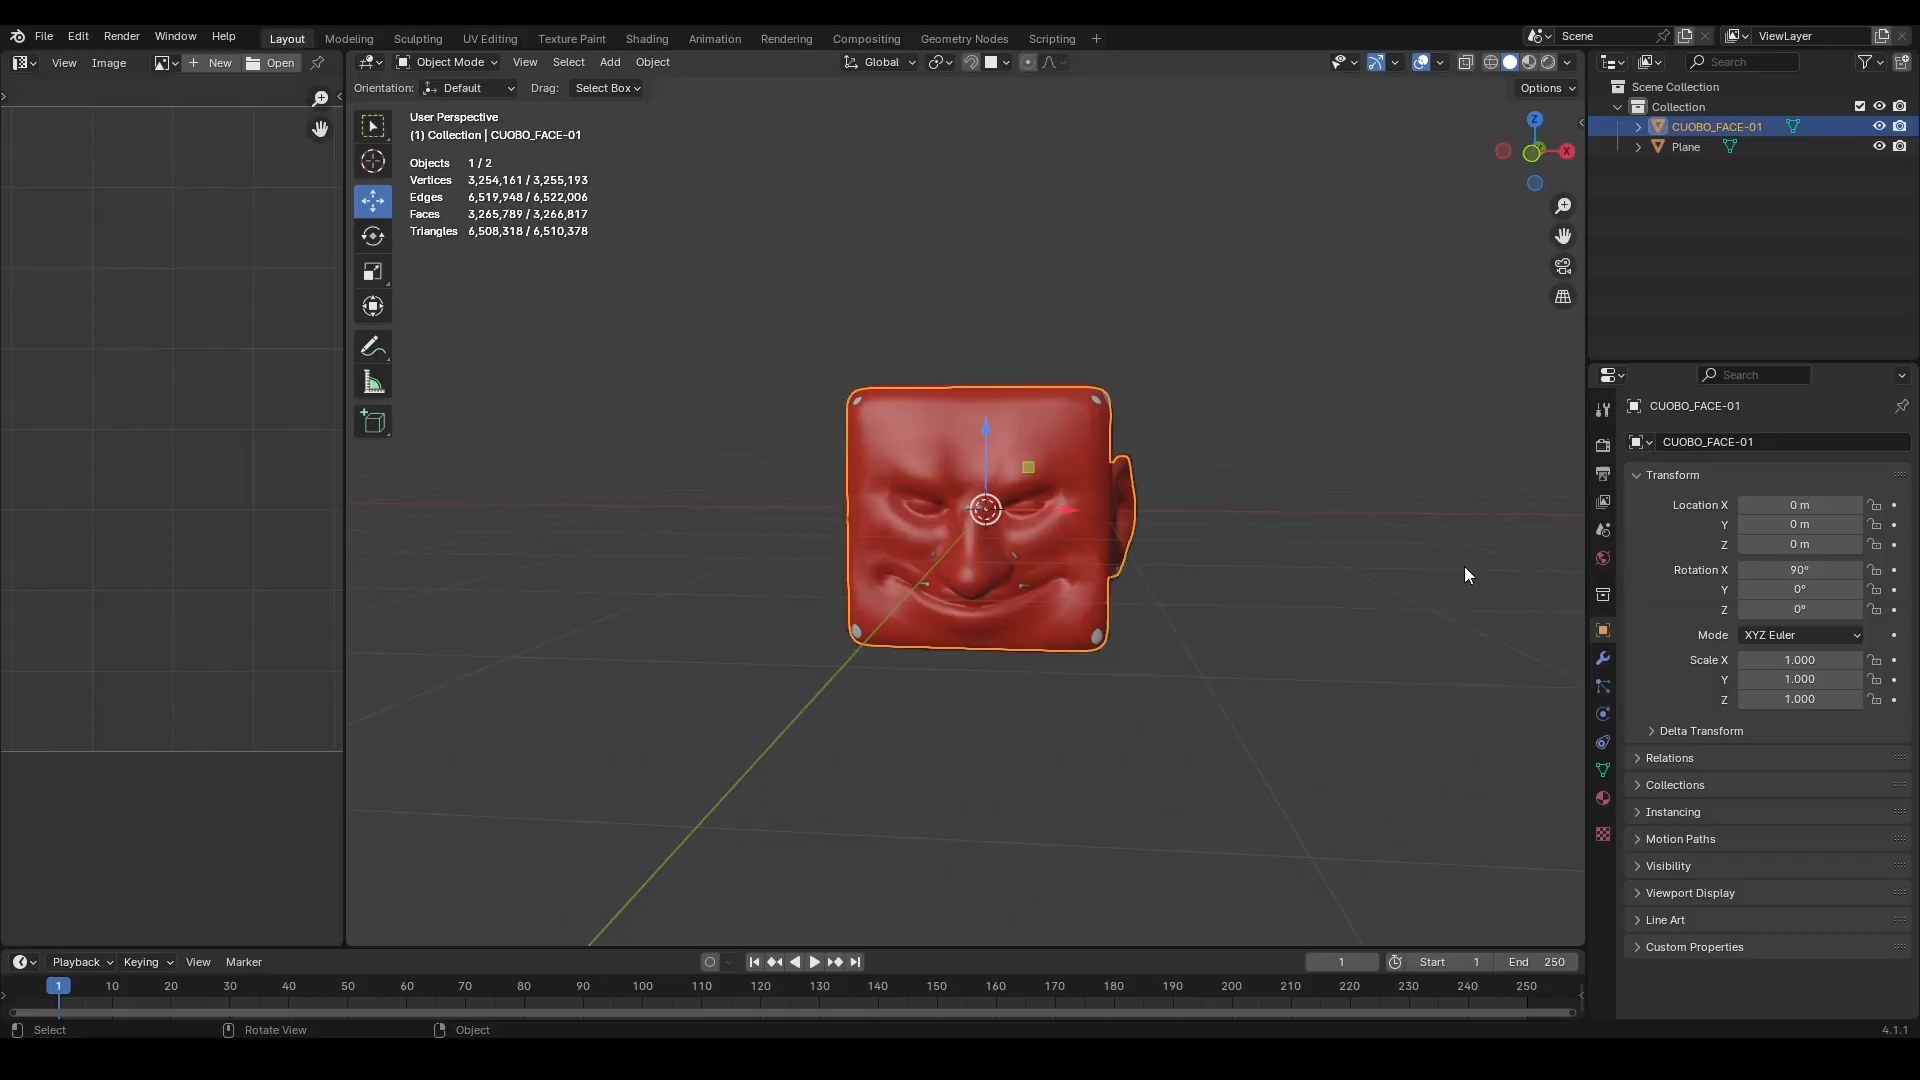 File Edit Render Window Help Layout Modeling Sculpting UV Editing Texture Paint Shading Animation Rendering Compositing Geometry Nodes Scripting + Scene ViewLayer
View Image + New Open Object Mode View Select Add Object Global Search
Orientation: Default Drag: Select Box Options
Scene Collection
Collection
CUOBO_FACE-01
Plane
User Perspective
(1) Collection | CUOBO_FACE-01
Objects 1 / 2
Vertices 3,254,161 / 3,255,193
Edges 6,519,948 / 6,522,006
Faces 3,265,789 / 3,266,817
Triangles 6,508,318 / 6,510,378
Z
X
Search
CUOBO_FACE-01
CUOBO_FACE-01
Transform
Location X 0 m
Y 0 m
Z 0 m
Rotation X 90°
Y 0°
Z 0°
Mode XYZ Euler
Scale X 1.000
Y 1.000
Z 1.000
Delta Transform
Relations
Collections
Instancing
Motion Paths
Visibility
Viewport Display
Line Art
Custom Properties
Playback Keying View Marker 1 Start 1 End 250
1 10 20 30 40 50 60 70 80 90 100 110 120 130 140 150 160 170 180 190 200 210 220 230 240 250
Select Rotate View Object 4.1.1